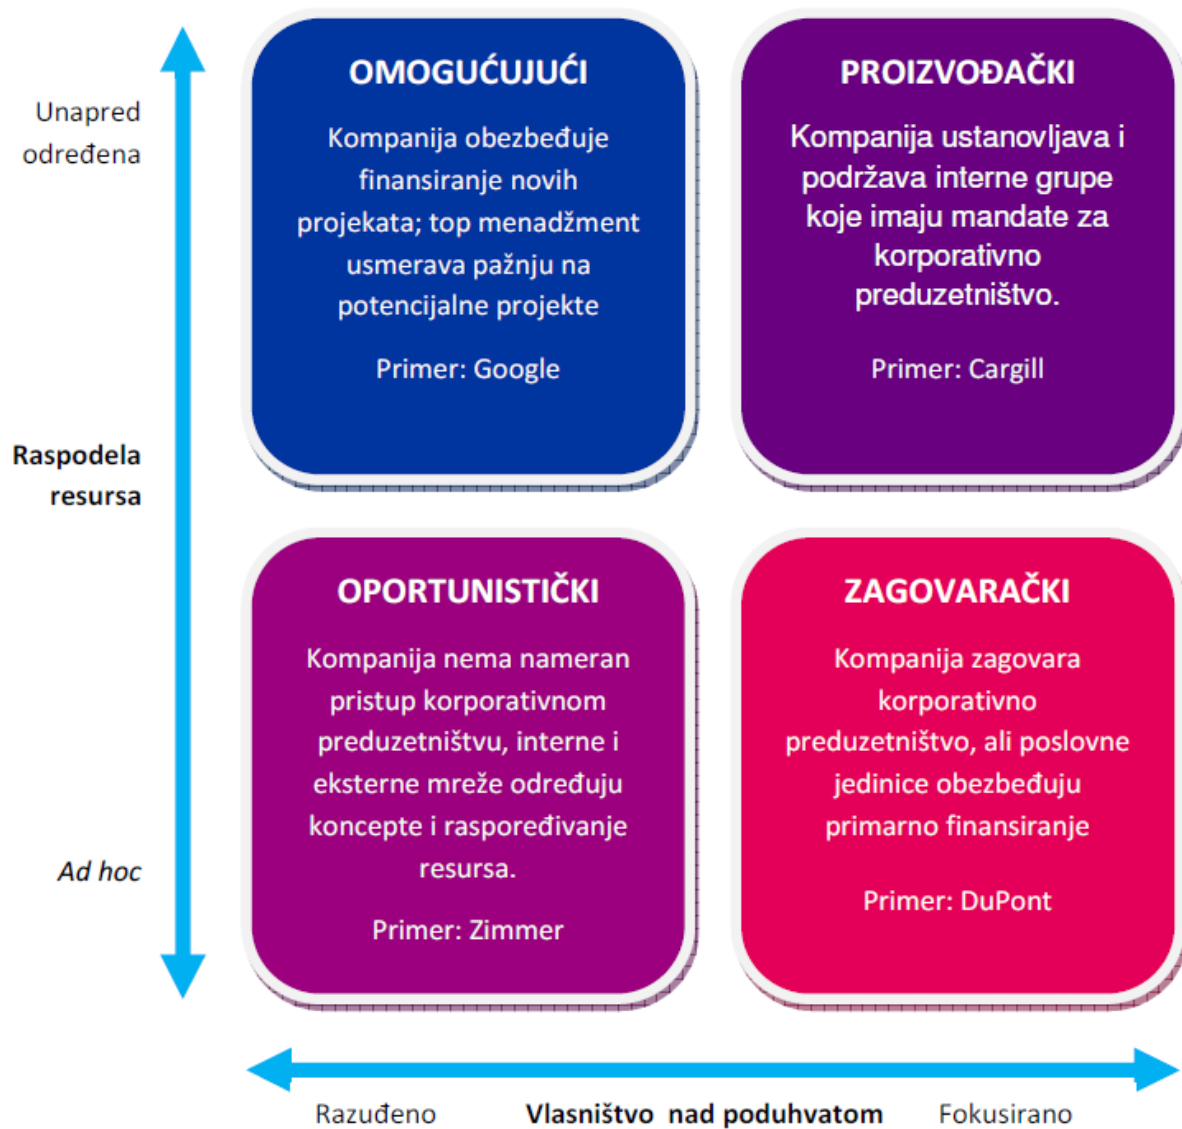 Unapred
određena
Raspodela
resursa
Ad hoc
OMOGUĆUJUĆI
Kompanija obezbeđuje
finansiranje novih
projekata; top menadžment
usmerava pažnju na
potencijalne projekte
Primer: Google
PROIZVOĐAČKI
Kompanija ustanovljava i
podržava interne grupe
koje imaju mandate za
korporativno
preduzetništvo.
Primer: Cargill
OPORTUNISTIČKI
Kompanija nema nameran
pristup korporativnom
preduzetništvu, interne i
eksterne mreže određuju
koncepte i raspoređivanje
resursa.
Primer: Zimmer
ZAGOVARAČKI
Kompanija zagovara
korporativno
preduzetništvo, ali poslovne
jedinice obezbeđuju
primarno finansiranje
Primer: DuPont
Razuđeno Vlasništvo nad poduhvatom Fokusirano